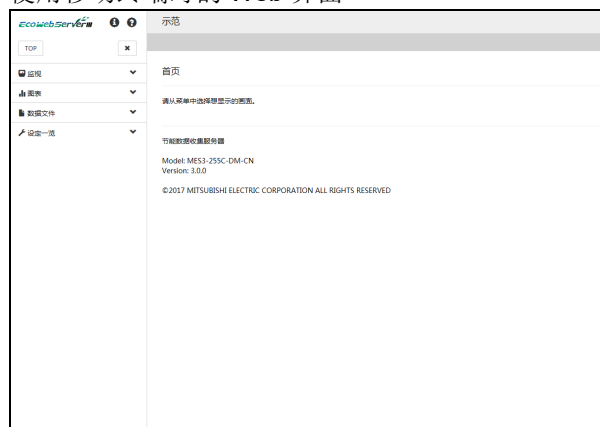 EcoWebServerIII
示范
TOP
监视
图表
数据文件
设定一览
首页
请从菜单中选择想显示的画面。
节能数据收集服务器
Model: MES3-255C-DM-CN
Version: 3.0.0
©2017 MITSUBISHI ELECTRIC CORPORATION ALL RIGHTS RESERVED